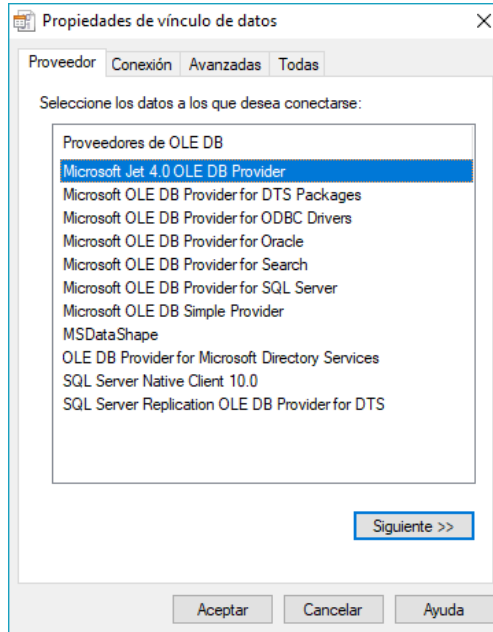 Propiedades de vínculo de datos
Proveedor Conexión Avanzadas Todas
Seleccione los datos a los que desea conectarse:
Proveedores de OLE DB
Microsoft Jet 4.0 OLE DB Provider
Microsoft OLE DB Provider for DTS Packages
Microsoft OLE DB Provider for ODBC Drivers
Microsoft OLE DB Provider for Oracle
Microsoft OLE DB Provider for Search
Microsoft OLE DB Provider for SQL Server
Microsoft OLE DB Simple Provider
MSDataShape
OLE DB Provider for Microsoft Directory Services
SQL Server Native Client 10.0
SQL Server Replication OLE DB Provider for DTS
Siguiente >>
Aceptar Cancelar Ayuda